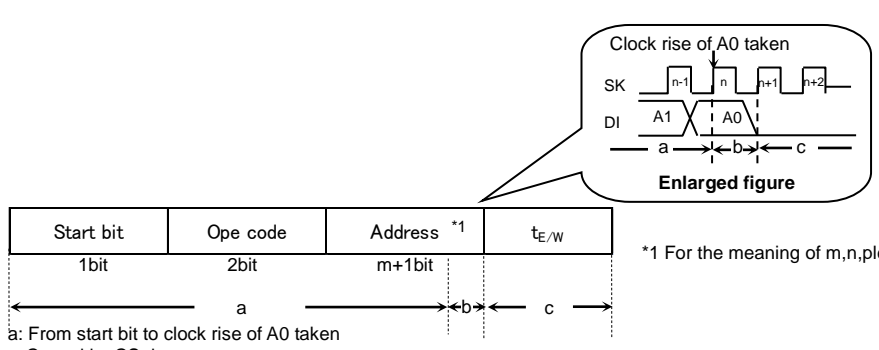 Clock rise of A0 taken
SK n-1 n n+1 n+2
DI A1 A0
a b c
Enlarged figure
Start bit Ope code Address *1 tE/W
1bit 2bit m+1bit
*1 For the meaning of m,n,ple
a b c
a: From start bit to clock rise of A0 taken